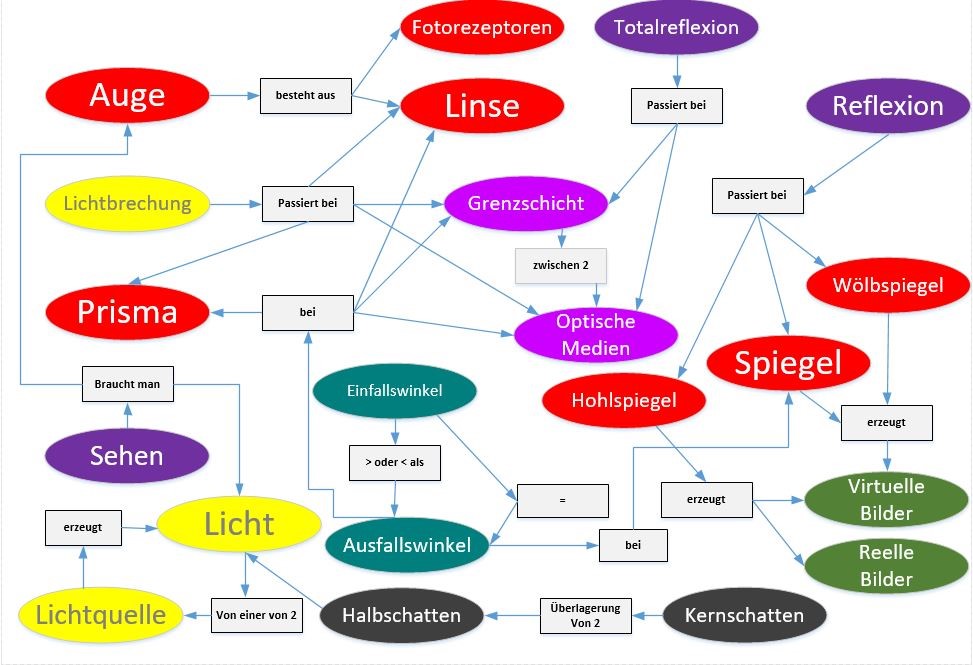 Fotorezeptoren
Totalreflexion
Auge
besteht aus
Linse
Passiert bei
Reflexion
Lichtbrechung
Passiert bei
Grenzschicht
Passiert bei
zwischen 2
Wölbspiegel
Prisma
bei
Optische
Medien
Spiegel
Braucht man
Einfallswinkel
Hohlspiegel
erzeugt
Sehen
> oder < als
=
erzeugt
Virtuelle
Bilder
erzeugt
Licht
Ausfallswinkel
bei
Reelle
Bilder
Lichtquelle
Von einer von 2
Halbschatten
Überlagerung
Von 2
Kernschatten